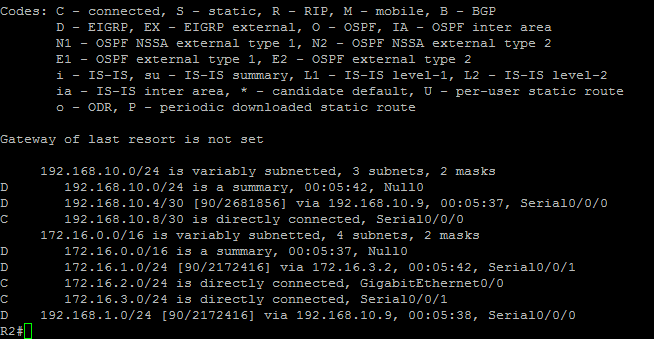 Codes: C - connected, S - static, R - RIP, M - mobile, B - BGP
       D - EIGRP, EX - EIGRP external, O - OSPF, IA - OSPF inter area
       N1 - OSPF NSSA external type 1, N2 - OSPF NSSA external type 2
       E1 - OSPF external type 1, E2 - OSPF external type 2
       i - IS-IS, su - IS-IS summary, L1 - IS-IS level-1, L2 - IS-IS level-2
       ia - IS-IS inter area, * - candidate default, U - per-user static route
       o - ODR, P - periodic downloaded static route

Gateway of last resort is not set

     192.168.10.0/24 is variably subnetted, 3 subnets, 2 masks
D       192.168.10.0/24 is a summary, 00:05:42, Null0
D       192.168.10.4/30 [90/2681856] via 192.168.10.9, 00:05:37, Serial0/0/0
C       192.168.10.8/30 is directly connected, Serial0/0/0
     172.16.0.0/16 is variably subnetted, 4 subnets, 2 masks
D       172.16.0.0/16 is a summary, 00:05:37, Null0
D       172.16.1.0/24 [90/2172416] via 172.16.3.2, 00:05:42, Serial0/0/1
C       172.16.2.0/24 is directly connected, GigabitEthernet0/0
C       172.16.3.0/24 is directly connected, Serial0/0/1
D    192.168.1.0/24 [90/2172416] via 192.168.10.9, 00:05:38, Serial0/0/0
R2#